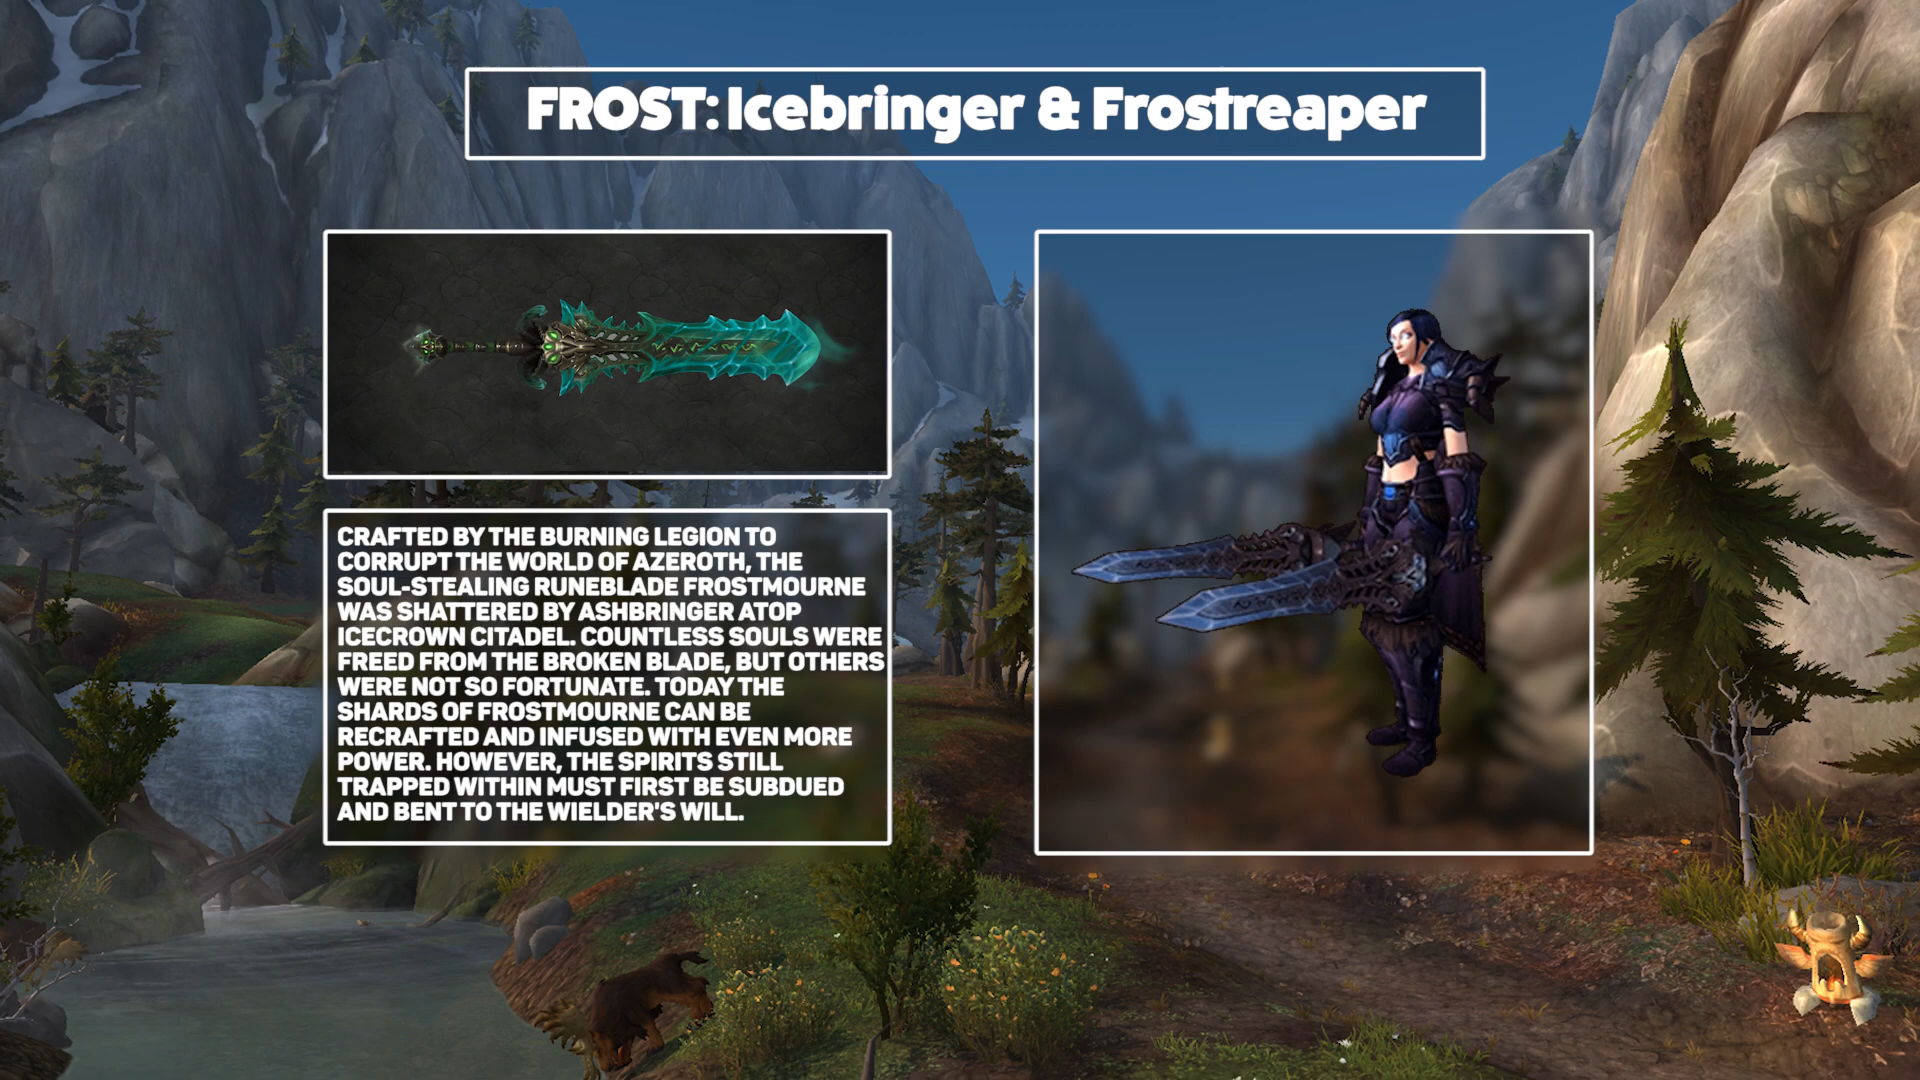 FROST: Icebringer & Frostreaper
CRAFTED BY THE BURNING LEGION TO
CORRUPT THE WORLD OF AZEROTH, THE
SOUL-STEALING RUNEBLADE FROSTMOURNE
WAS SHATTERED BY ASHBRINGER ATOP
ICECROWN CITADEL. COUNTLESS SOULS WERE
FREED FROM THE BROKEN BLADE, BUT OTHERS
WERE NOT SO FORTUNATE. TODAY THE
SHARDS OF FROSTMOURNE CAN BE
RECRAFTED AND INFUSED WITH EVEN MORE
POWER. HOWEVER, THE SPIRITS STILL
TRAPPED WITHIN MUST FIRST BE SUBDUED
AND BENT TO THE WIELDER'S WILL.